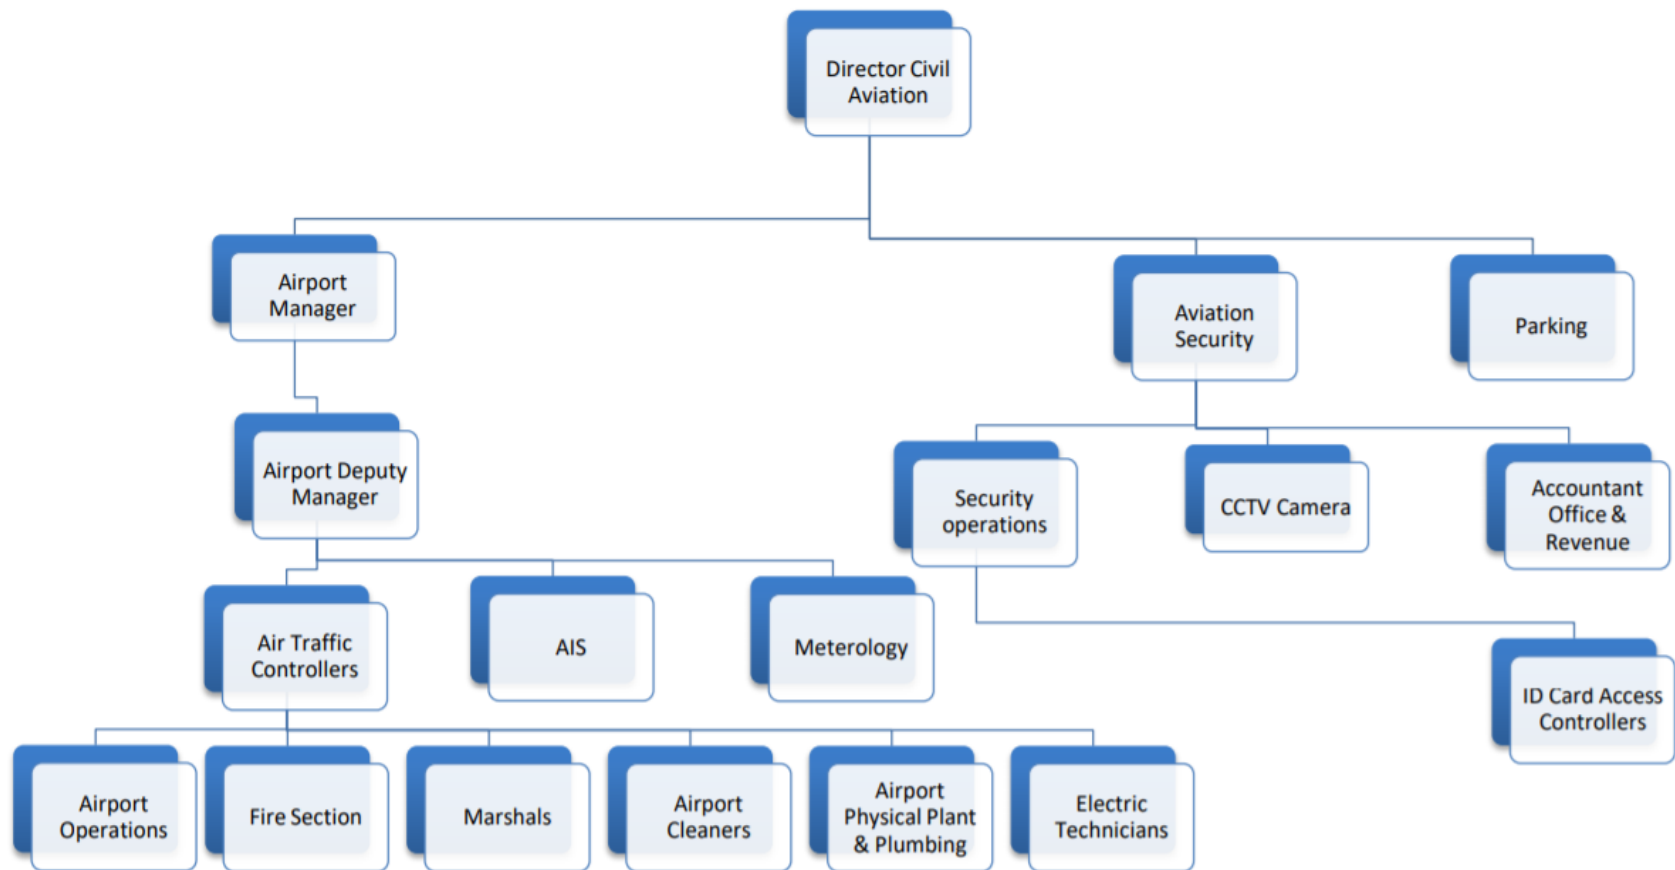 Director Civil
Aviation
Airport
Manager
Aviation
Security
Parking
Airport Deputy
Manager
Security
operations
CCTV Camera
Accountant
Office &
Revenue
Air Traffic
Controllers
AIS
Meterology
ID Card Access
Controllers
Airport
Operations
Fire Section
Marshals
Airport
Cleaners
Airport
Physical Plant
& Plumbing
Electric
Technicians